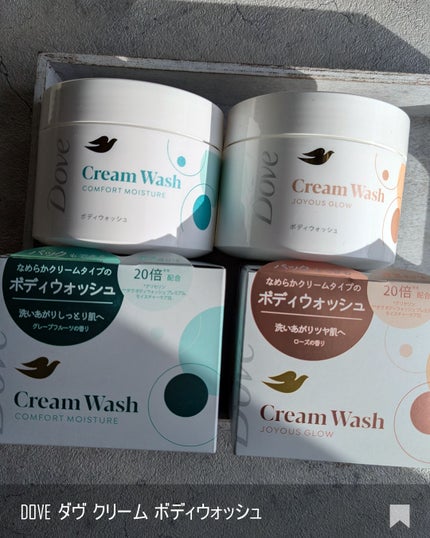 Dove
Cream Wash
COMFORT MOISTURE
ボディウォッシュ
Dove
Cream Wash
JOYOUS GLOW
ボディウォッシュ
なめらかクリームタイプの
ボディウォッシュ
洗いあがりしっとり肌へ
グレープフルーツの香り
20倍 配合
Cream Wash
COMFORT MOISTURE
なめらかクリームタイプの
ボディウォッシュ
洗いあがりツヤ肌へ
ローズの香り
20倍 配合
Cream Wash
JOYOUS GLOW
DOVE ダヴ クリーム ボディウォッシュ